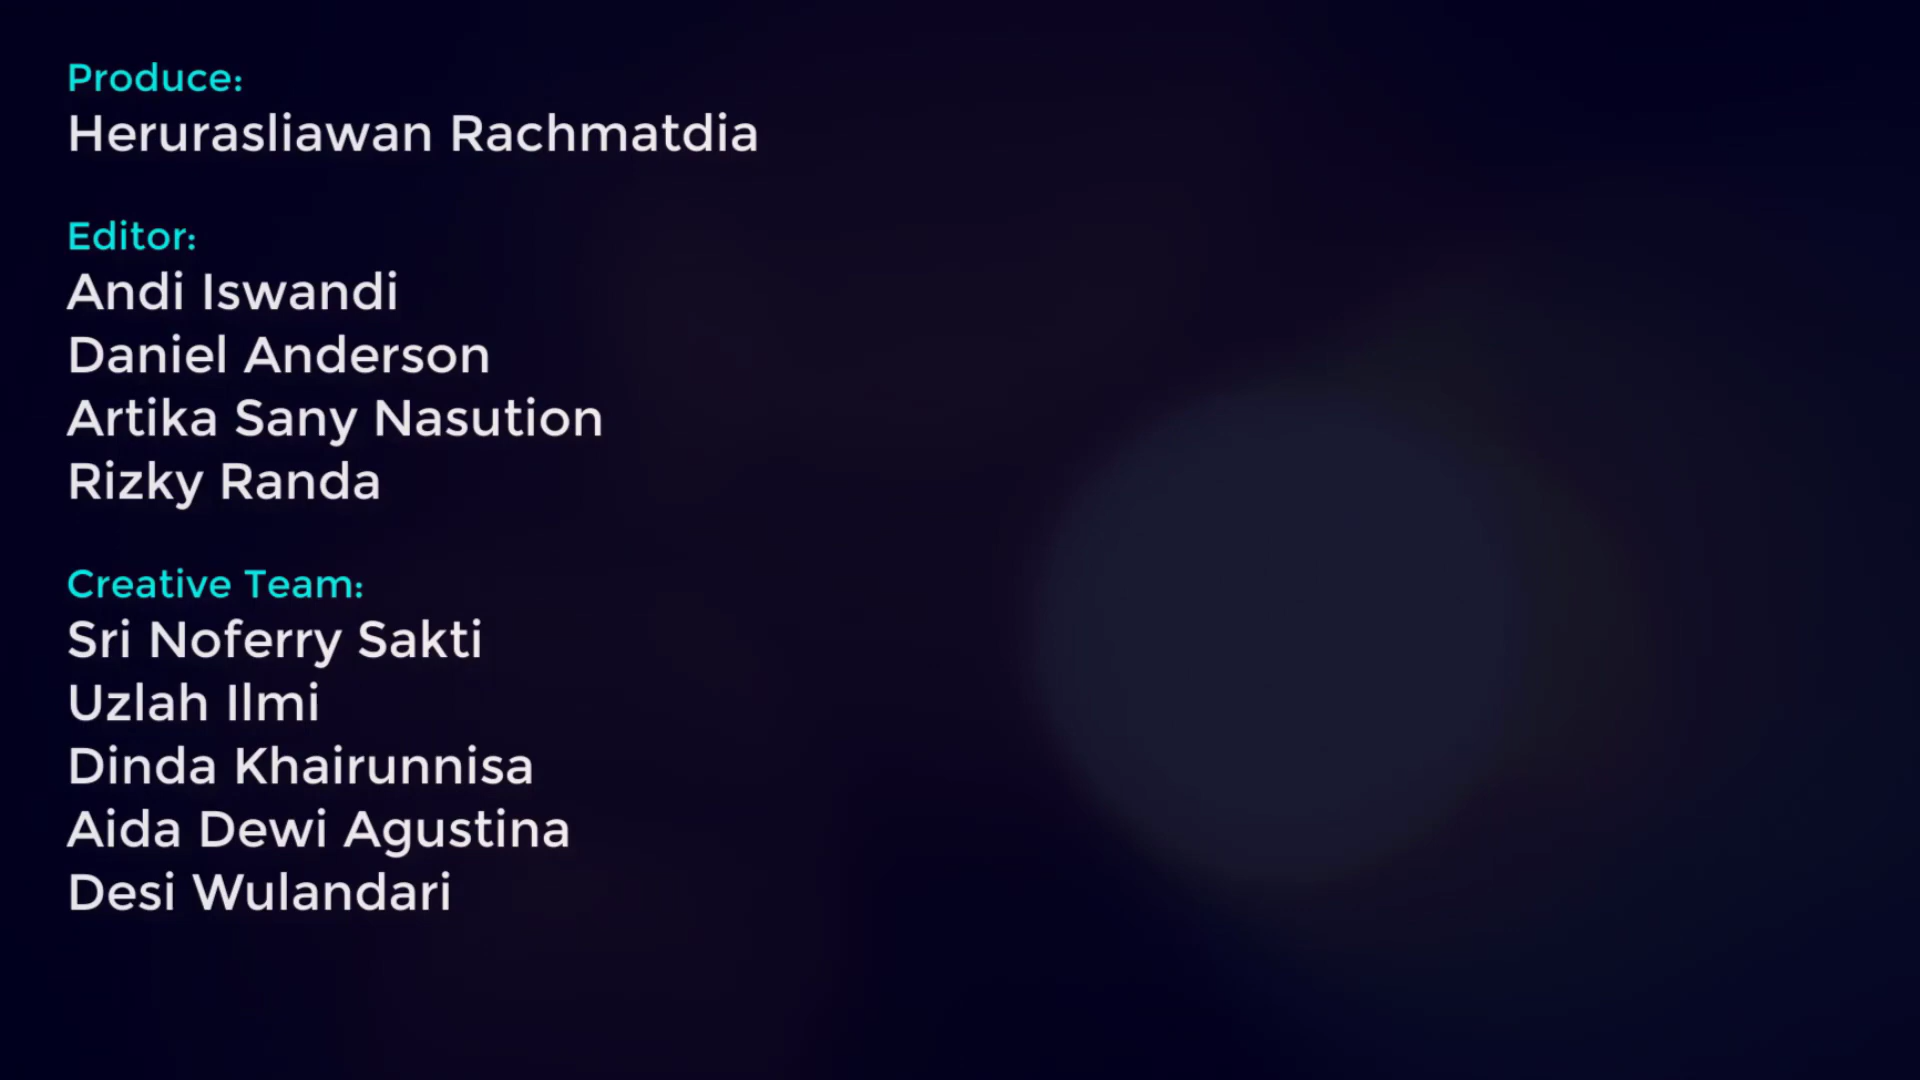 Produce:
Herurasliawan Rachmatdia
Editor:
Andi Iswandi
Daniel Anderson
Artika Sany Nasution
Rizky Randa
Creative Team:
Sri Noferry Sakti
Uzlah Ilmi
Dinda Khairunnisa
Aida Dewi Agustina
Desi Wulandari